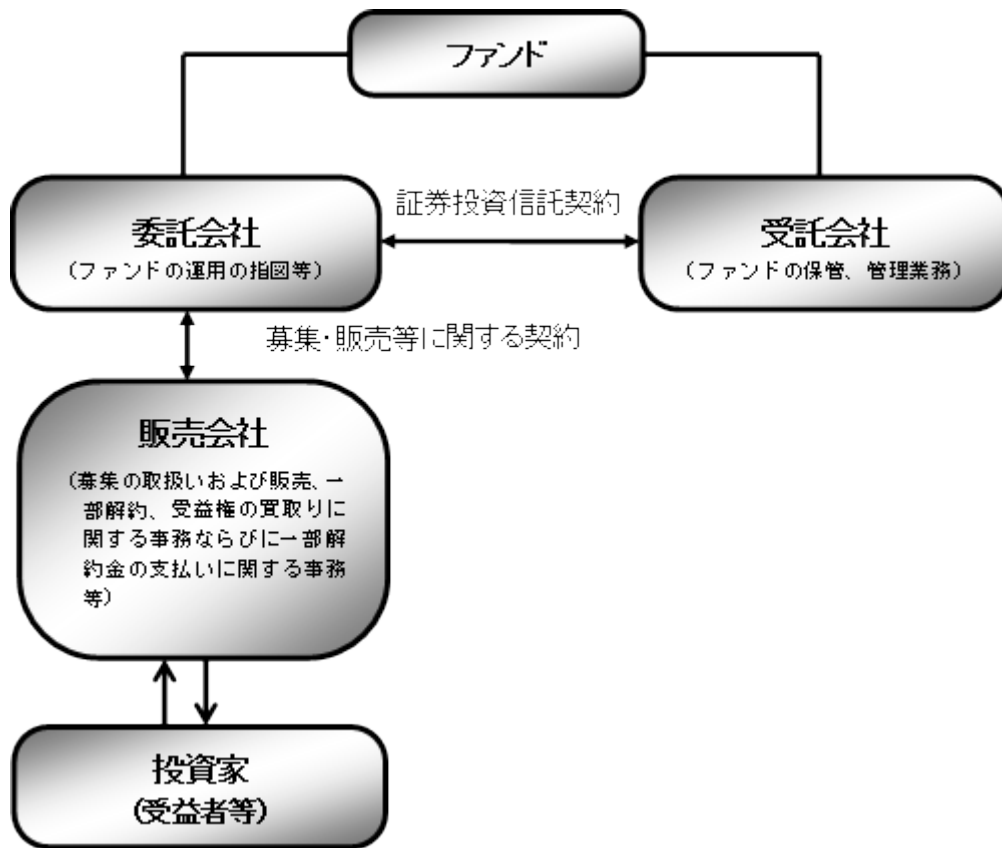 ファンド
証券投資信託契約
委託会社
(ファンドの運用の指図等)
受託会社
(ファンドの保管、管理業務)
募集・販売等に関する契約
販売会社
(募集の取扱いおよび販売、一
部解約、受益権の買取りに
関する事務ならびに一部解
約金の支払いに関する事務
等)
投資家
(受益者等)